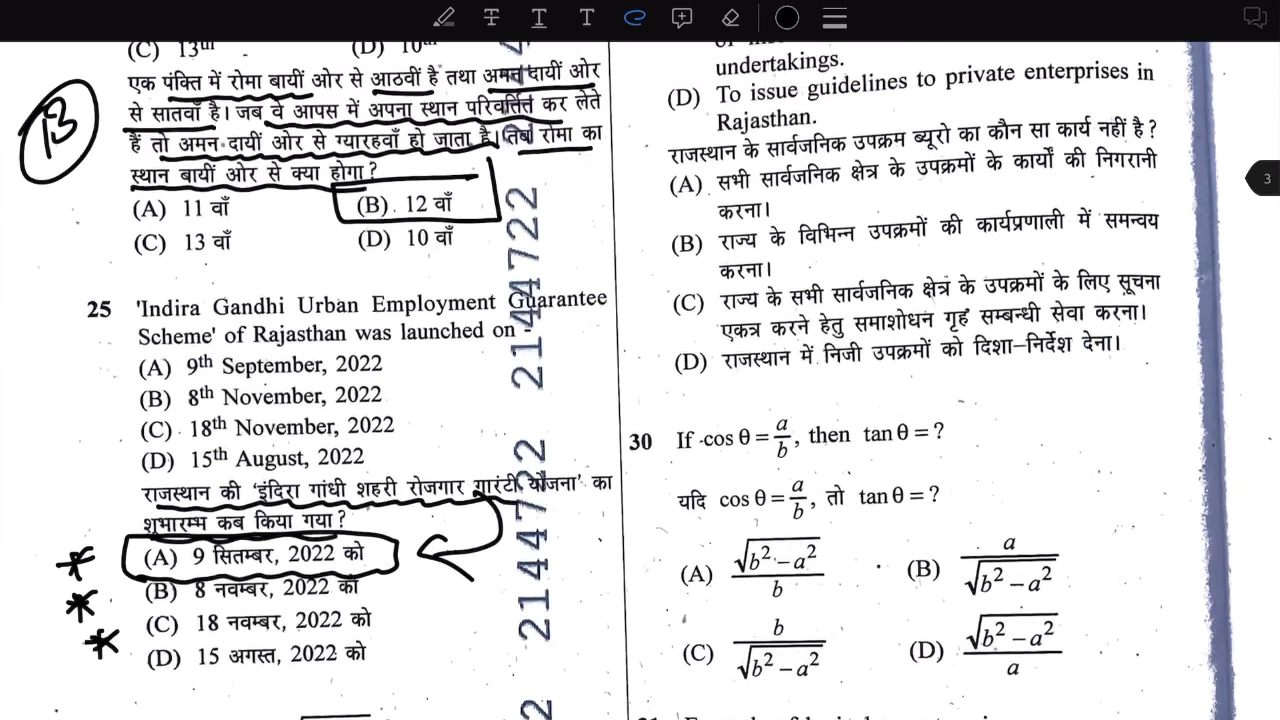 (C) 13th (D) 10th
एक पंक्ति में रोमा बायीं ओर से आठवीं है तथा अमन दायीं ओर
से सातवाँ है। जब वे आपस में अपना स्थान परिवर्तित कर लेते
हैं तो अमन दायीं ओर से ग्यारहवाँ हो जाता है। तब रोमा का
स्थान बायीं ओर से क्या होगा?
(A) 11 वाँ (B) 12 वाँ
(C) 13 वाँ (D) 10 वाँ
13
25 'Indira Gandhi Urban Employment Guarantee
Scheme' of Rajasthan was launched on -
(A) 9th September, 2022
(B) 8th November, 2022
(C) 18th November, 2022
(D) 15th August, 2022
राजस्थान की 'इंदिरा गांधी शहरी रोजगार गारंटी योजना' का
शुभारम्भ कब किया गया?
(A) 9 सितम्बर, 2022 को
(B) 8 नवम्बर, 2022 को
(C) 18 नवम्बर, 2022 को
(D) 15 अगस्त, 2022 को
2144722 2144722
undertakings.
(D) To issue guidelines to private enterprises in
Rajasthan.
राजस्थान के सार्वजनिक उपक्रम ब्यूरो का कौन सा कार्य नहीं है?
(A) सभी सार्वजनिक क्षेत्र के उपक्रमों के कार्यों की निगरानी
करना।
(B) राज्य के विभिन्न उपक्रमों की कार्यप्रणाली में समन्वय
करना।
(C) राज्य के सभी सार्वजनिक क्षेत्र के उपक्रमों के लिए सूचना
एकत्र करने हेतु समाशोधन गृह सम्बन्धी सेवा करना।
(D) राजस्थान में निजी उपक्रमों को दिशा-निर्देश देना।
30 If cos θ = a/b, then tan θ = ?
यदि cos θ = a/b, तो tan θ = ?
(A) √(b² – a²)/b (B) a/√(b² – a²)
(C) b/√(b² – a²) (D) √(b² – a²)/a
3